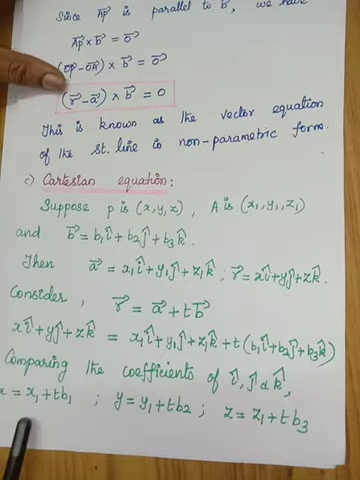 Since AP⃗ is parallel to b⃗, we have
AP⃗ × b⃗ = 0⃗
(OP⃗ - OA⃗) × b⃗ = 0⃗
(r⃗ - a⃗) × b⃗ = 0
This is known as the vector equation
of the St. line in non-parametric form.
c) Cartesian equation:
Suppose P is (x, y, z), A is (x₁, y₁, z₁)
and b⃗ = b₁î + b₂ĵ + b₃k̂.
Then a⃗ = x₁î + y₁ĵ + z₁k̂ ; r⃗ = xî + yĵ + zk̂.
Consider, r⃗ = a⃗ + tb⃗
xî + yĵ + zk̂ = x₁î + y₁ĵ + z₁k̂ + t(b₁î + b₂ĵ + b₃k̂)
Comparing the coefficients of î, ĵ & k̂,
x = x₁ + tb₁ ; y = y₁ + tb₂ ; z = z₁ + tb₃